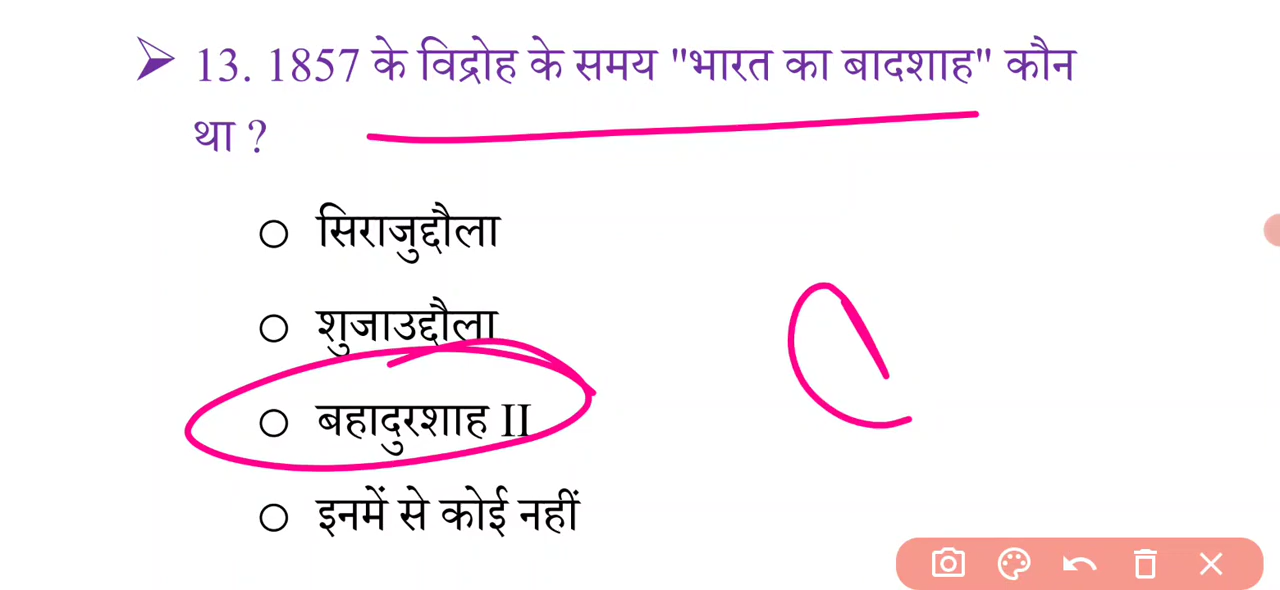 ➢ 13. 1857 के विद्रोह के समय "भारत का बादशाह" कौन
था ?
○ सिराजुद्दौला
○ शुजाउद्दौला
○ बहादुरशाह II
○ इनमें से कोई नहीं